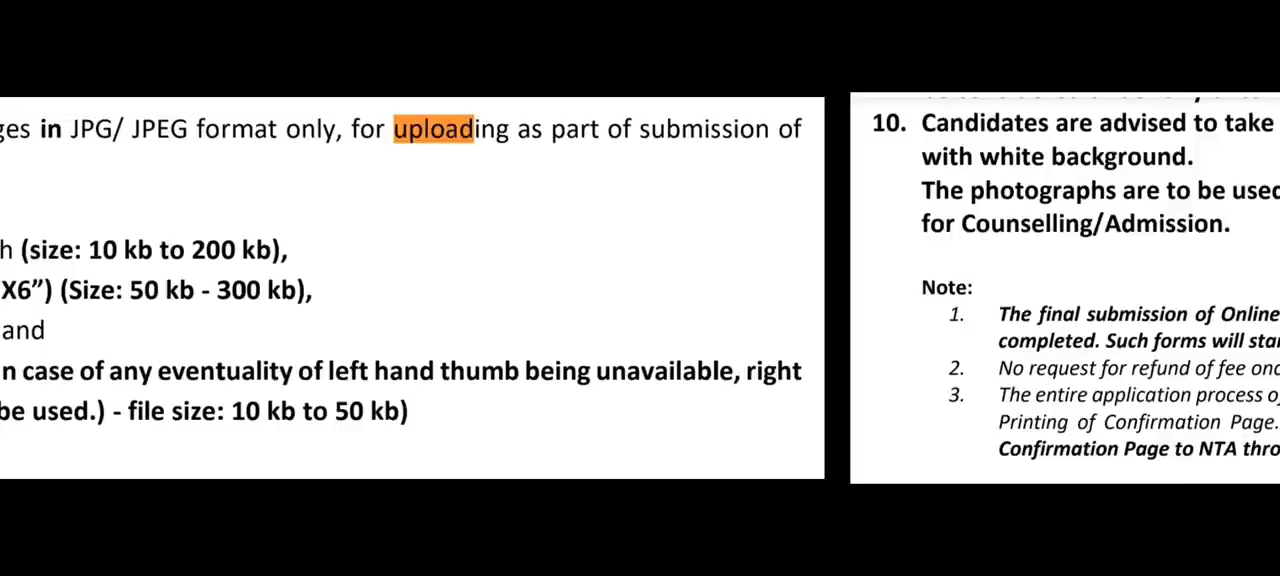 ges in JPG/ JPEG format only, for uploading as part of submission of
h (size: 10 kb to 200 kb),
X6”) (Size: 50 kb - 300 kb),
and
n case of any eventuality of left hand thumb being unavailable, right
be used.) - file size: 10 kb to 50 kb)
10. Candidates are advised to take
with white background.
The photographs are to be used
for Counselling/Admission.
Note:
1. The final submission of Online
completed. Such forms will sta
2. No request for refund of fee onc
3. The entire application process of
Printing of Confirmation Page.
Confirmation Page to NTA thro